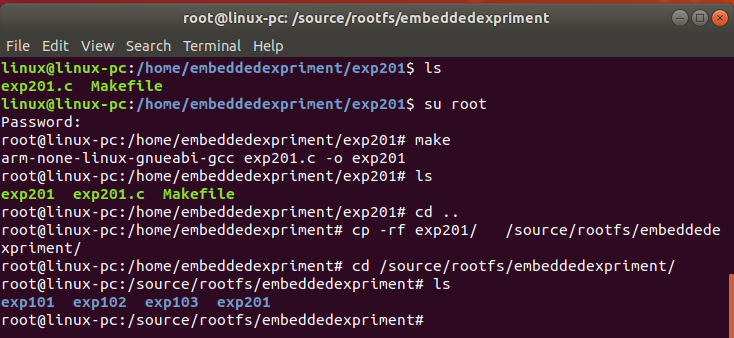 root@linux-pc: /source/rootfs/embeddedexpriment
File Edit View Search Terminal Help
linux@linux-pc:/home/embeddedexpriment/exp201$ ls
exp201.c  Makefile
linux@linux-pc:/home/embeddedexpriment/exp201$ su root
Password:
root@linux-pc:/home/embeddedexpriment/exp201# make
arm-none-linux-gnueabi-gcc exp201.c -o exp201
root@linux-pc:/home/embeddedexpriment/exp201# ls
exp201  exp201.c  Makefile
root@linux-pc:/home/embeddedexpriment/exp201# cd ..
root@linux-pc:/home/embeddedexpriment# cp -rf exp201/   /source/rootfs/embeddede
xpriment/
root@linux-pc:/home/embeddedexpriment# cd /source/rootfs/embeddedexpriment/
root@linux-pc:/source/rootfs/embeddedexpriment# ls
exp101  exp102  exp103  exp201
root@linux-pc:/source/rootfs/embeddedexpriment#